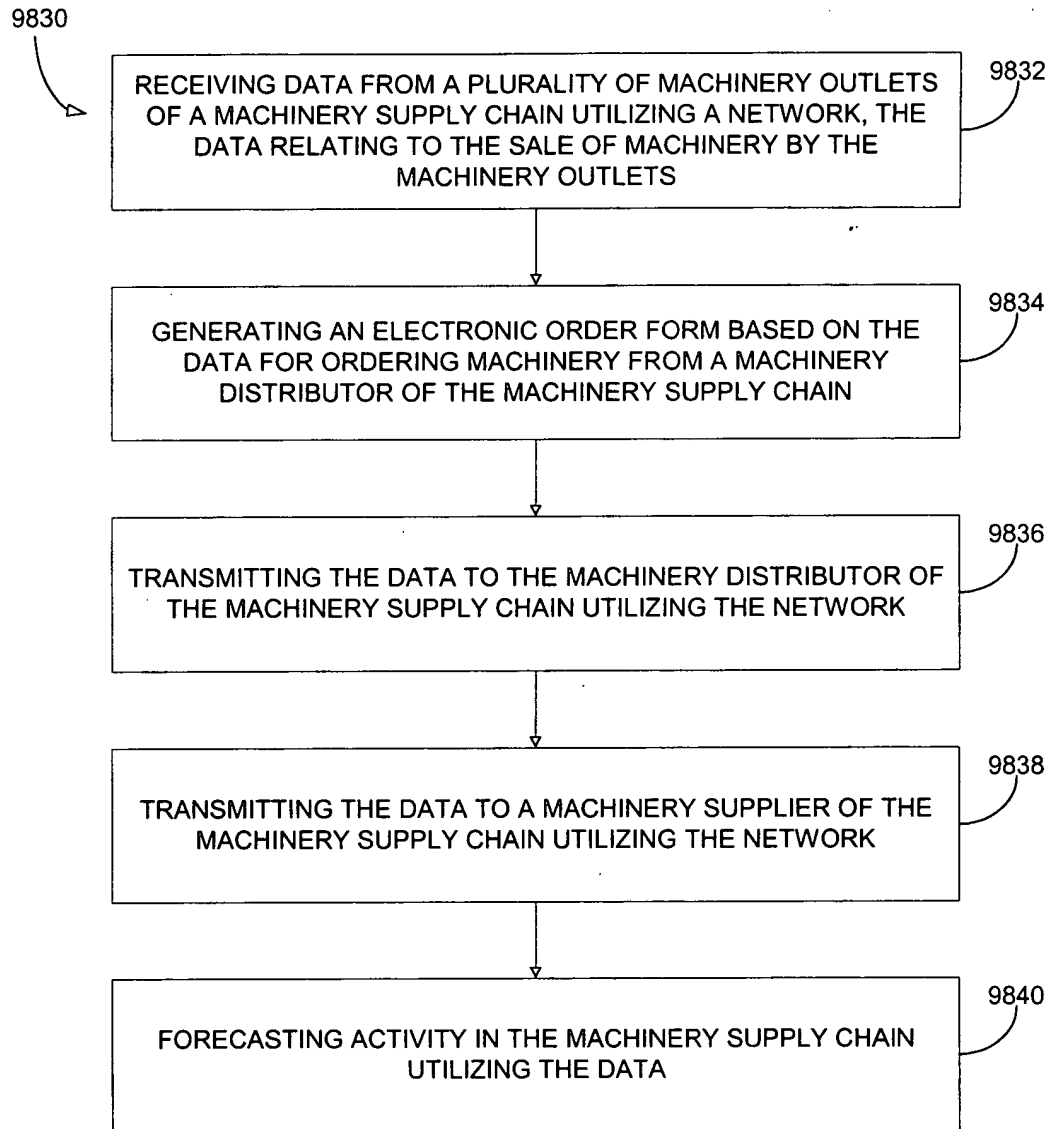 9830
9832
RECEIVING DATA FROM A PLURALITY OF MACHINERY OUTLETS
OF A MACHINERY SUPPLY CHAIN UTILIZING A NETWORK, THE
DATA RELATING TO THE SALE OF MACHINERY BY THE
MACHINERY OUTLETS
9834
GENERATING AN ELECTRONIC ORDER FORM BASED ON THE
DATA FOR ORDERING MACHINERY FROM A MACHINERY
DISTRIBUTOR OF THE MACHINERY SUPPLY CHAIN
9836
TRANSMITTING THE DATA TO THE MACHINERY DISTRIBUTOR OF
THE MACHINERY SUPPLY CHAIN UTILIZING THE NETWORK
9838
TRANSMITTING THE DATA TO A MACHINERY SUPPLIER OF THE
MACHINERY SUPPLY CHAIN UTILIZING THE NETWORK
9840
FORECASTING ACTIVITY IN THE MACHINERY SUPPLY CHAIN
UTILIZING THE DATA